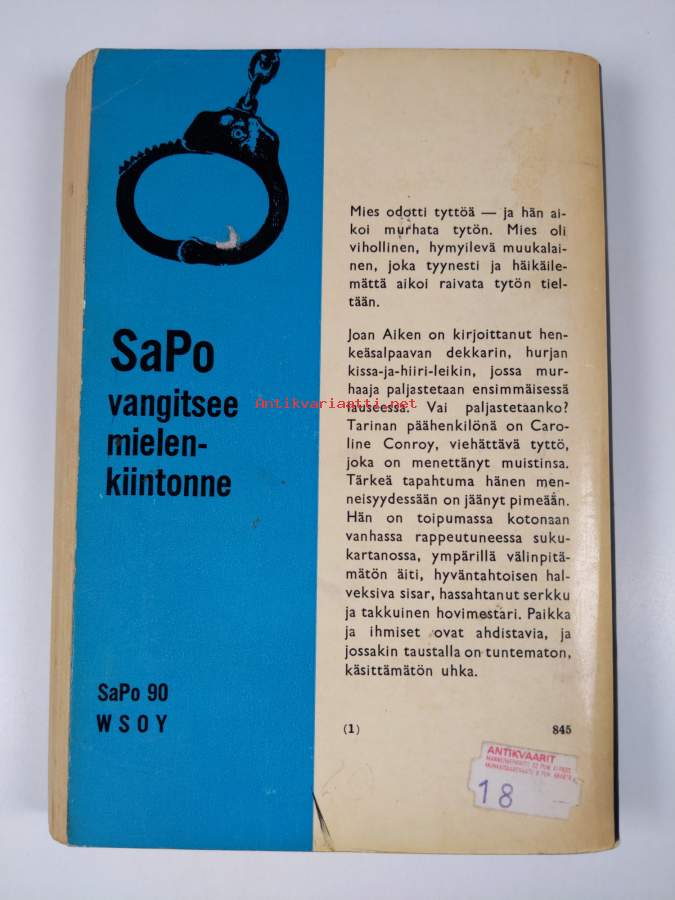 SaPo
vangitsee
mielen-
kiintonne
SaPo 90
WSOY
Mies odotti tyttöä — ja hän ai-
koi murhata tytön. Mies oli
vihollinen, hymyilevä muukalai-
nen, joka tyynesti ja häikäile-
mättä aikoi raivata tytön tiel-
tään.
Joan Aiken on kirjoittanut hen-
keäsalpaavan dekkarin, hurjan
kissa-ja-hiiri-leikin, jossa mur-
haaja paljastetaan ensimmäisessä
Antikvariaatti.net
lauseessa. Vai paljastetaanko?
Tarinan päähenkilönä on Caro-
line Conroy, viehättävä tyttö,
joka on menettänyt muistinsa.
Tärkeä tapahtuma hänen men-
neisyydessään on jäänyt pimeään.
Hän on toipumassa kotonaan
vanhassa rappeutuneessa suku-
kartanossa, ympärillä välinpitä-
mätön äiti, hyväntahtoisen hal-
veksiva sisar, hassahtanut serkku
ja takkuinen hovimestari. Paikka
ja ihmiset ovat ahdistavia, ja
jossakin taustalla on tuntematon,
käsittämätön uhka.
(1) 845
ANTIKVAARIT
18